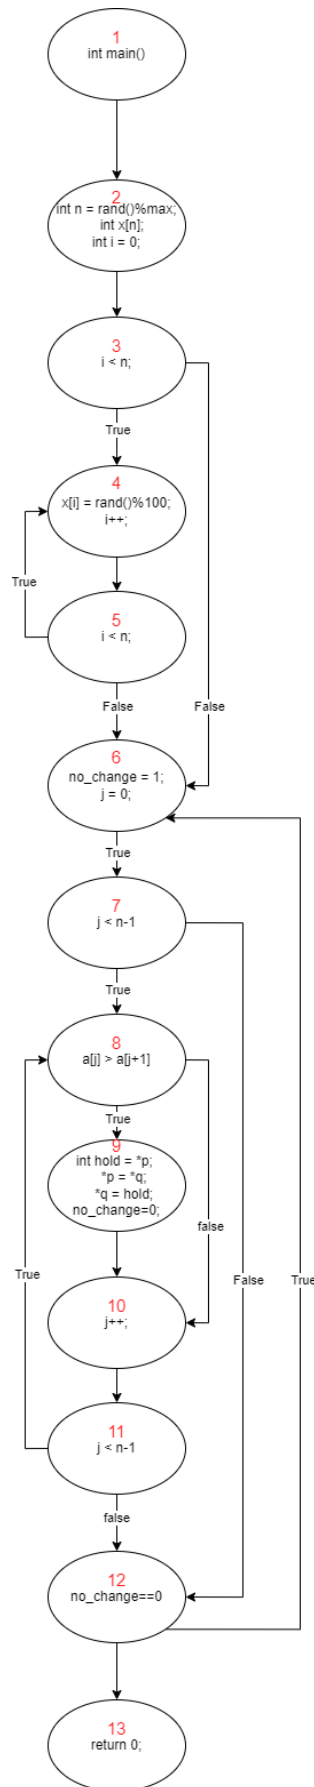 1
int main()
2
int n = rand()%max;
int x[n];
int i = 0;
3
i < n;
True
4
x[i] = rand()%100;
i++;
True
5
i < n;
False
False
6
no_change = 1;
j = 0;
True
7
j < n-1
True
8
a[j] > a[j+1]
True
9
int hold = *p;
*p = *q;
*q = hold;
no_change=0;
false
True
False
True
10
j++;
11
j < n-1
false
12
no_change==0
13
return 0;